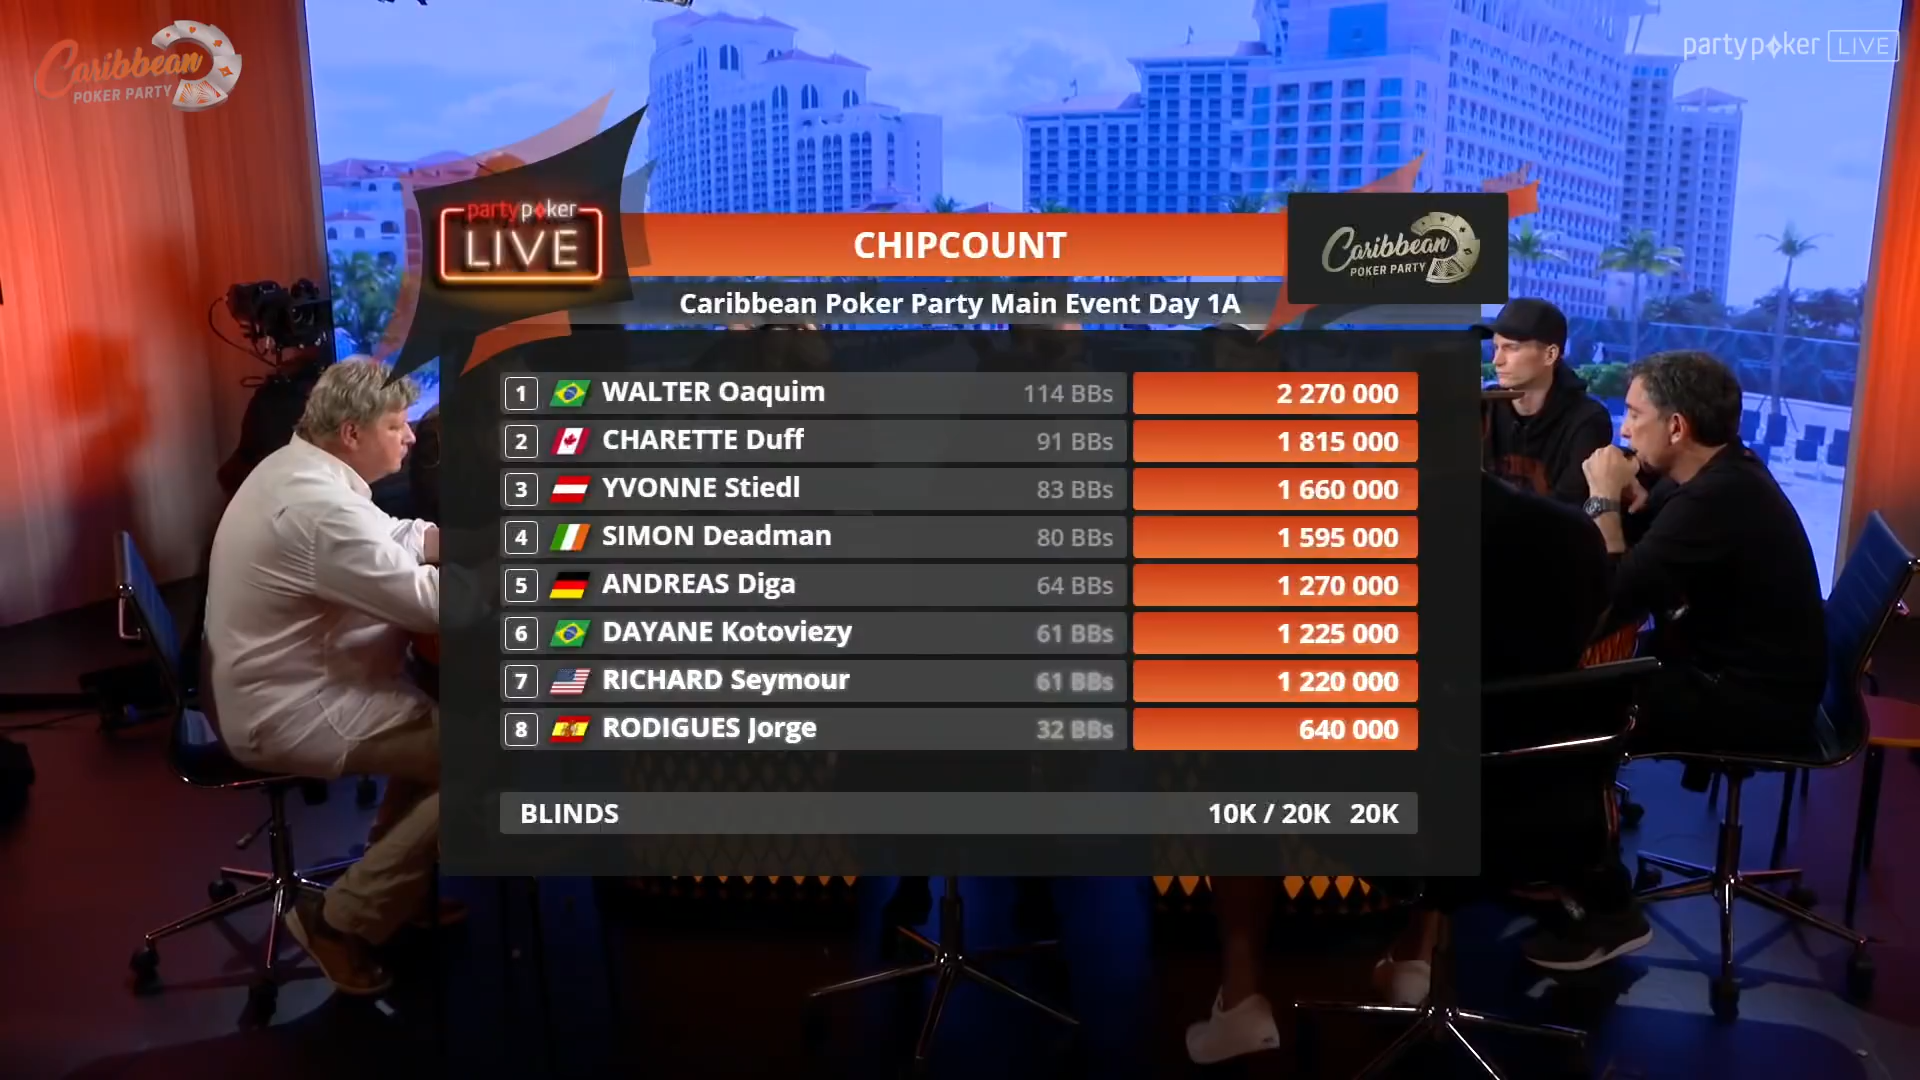 Caribbean
POKER PARTY
partypoker LIVE
partypoker
LIVE
CHIPCOUNT
Caribbean
POKER PARTY
Caribbean Poker Party Main Event Day 1A
1 WALTER Oaquim 114 BBs 2 270 000
2 CHARETTE Duff 91 BBs 1 815 000
3 YVONNE Stiedl 83 BBs 1 660 000
4 SIMON Deadman 80 BBs 1 595 000
5 ANDREAS Diga 64 BBs 1 270 000
6 DAYANE Kotoviezy 61 BBs 1 225 000
7 RICHARD Seymour 61 BBs 1 220 000
8 RODIGUES Jorge 32 BBs 640 000
BLINDS 10K / 20K 20K